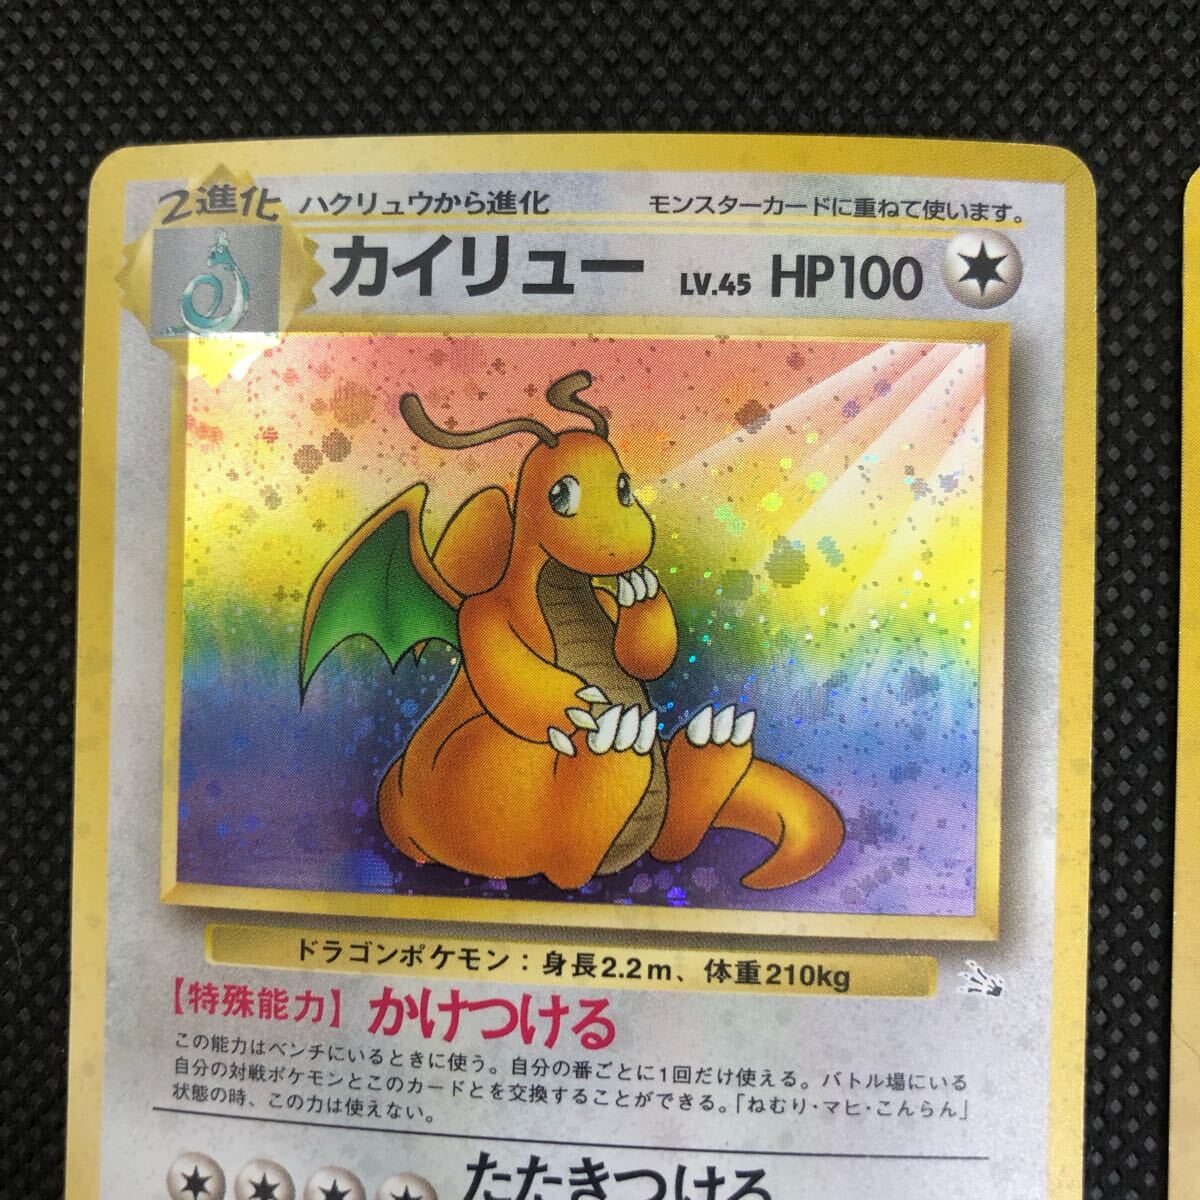 2進化 ハクリュウから進化 モンスターカードに重ねて使います。
カイリュー LV.45 HP100
ドラゴンポケモン：身長2.2m、体重210kg
【特殊能力】かけつける
この能力はベンチにいるときに使う。自分の番ごとに1回だけ使える。バトル場にいる
自分の対戦ポケモンとこのカードとを交換することができる。「ねむり・マヒ・こんらん」
状態の時、この力は使えない。
たたきつける